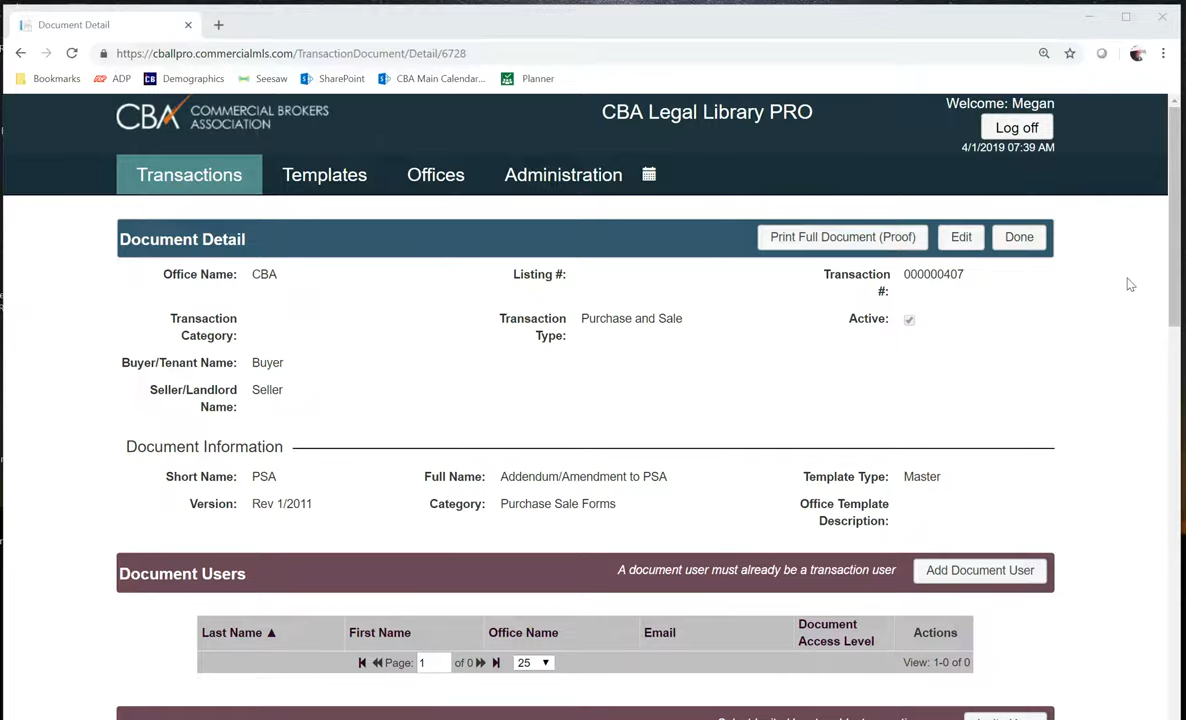 Document Detail
https://cballpro.commercialmls.com/TransactionDocument/Detail/6728
Bookmarks ADP CB Demographics Seesaw SharePoint CBA Main Calendar... Planner
CBA COMMERCIAL BROKERS ASSOCIATION
CBA Legal Library PRO
Welcome: Megan
Log off
4/1/2019 07:39 AM
Transactions Templates Offices Administration
Document Detail Print Full Document (Proof) Edit Done
Office Name: CBA Listing #: Transaction #: 000000407
Transaction Category: Transaction Type: Purchase and Sale Active:
Buyer/Tenant Name: Buyer
Seller/Landlord Name: Seller
Document Information
Short Name: PSA Full Name: Addendum/Amendment to PSA Template Type: Master
Version: Rev 1/2011 Category: Purchase Sale Forms Office Template Description:
Document Users A document user must already be a transaction user Add Document User
Last Name ▲ First Name Office Name Email Document Access Level Actions
Page: 1 of 0 25 View: 1-0 of 0